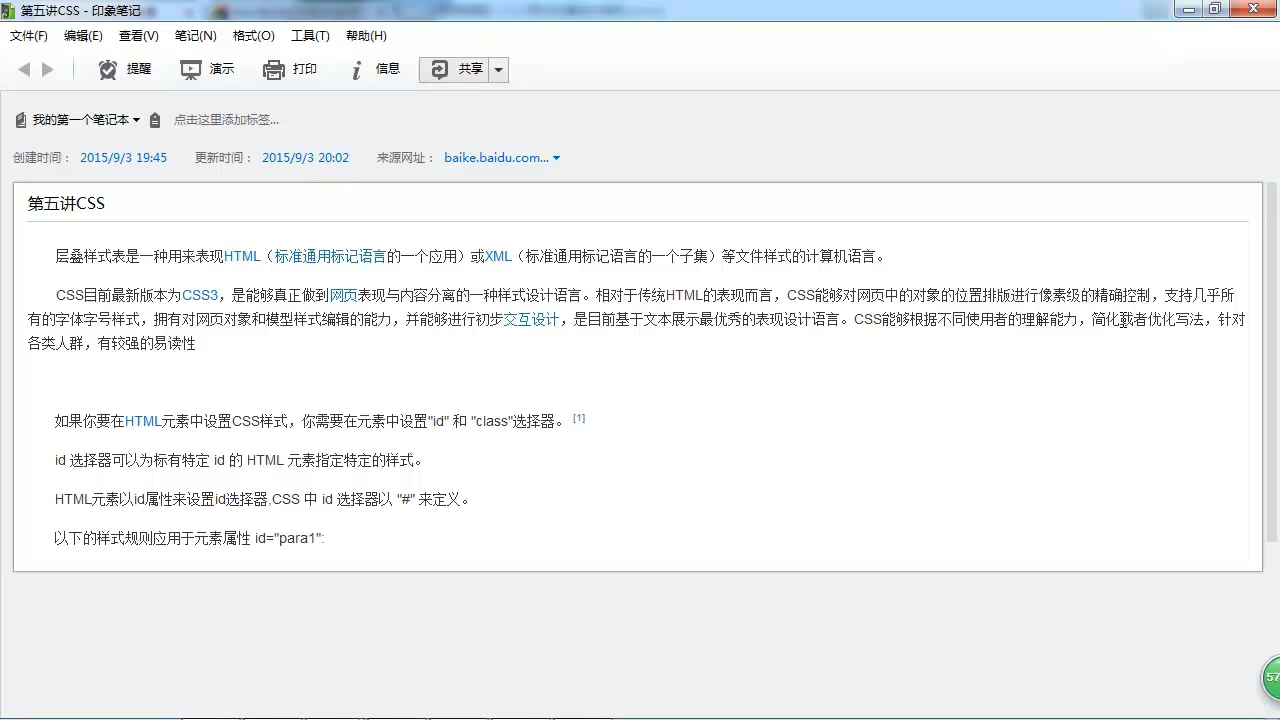 第五讲CSS - 印象笔记
文件(F) 编辑(E) 查看(V) 笔记(N) 格式(O) 工具(T) 帮助(H)
提醒 演示 打印 信息 共享
我的第一个笔记本 点击这里添加标签...
创建时间： 2015/9/3 19:45 更新时间： 2015/9/3 20:02 来源网址： baike.baidu.com...
第五讲CSS
层叠样式表是一种用来表现HTML（标准通用标记语言的一个应用）或XML（标准通用标记语言的一个子集）等文件样式的计算机语言。
CSS目前最新版本为CSS3，是能够真正做到网页表现与内容分离的一种样式设计语言。相对于传统HTML的表现而言，CSS能够对网页中的对象的位置排版进行像素级的精确控制，支持几乎所
有的字体字号样式，拥有对网页对象和模型样式编辑的能力，并能够进行初步交互设计，是目前基于文本展示最优秀的表现设计语言。CSS能够根据不同使用者的理解能力，简化或者优化写法，针对
各类人群，有较强的易读性
如果你要在HTML元素中设置CSS样式，你需要在元素中设置"id" 和 "class"选择器。 [1]
id 选择器可以为标有特定 id 的 HTML 元素指定特定的样式。
HTML元素以id属性来设置id选择器,CSS 中 id 选择器以 "#" 来定义。
以下的样式规则应用于元素属性 id="para1":
57